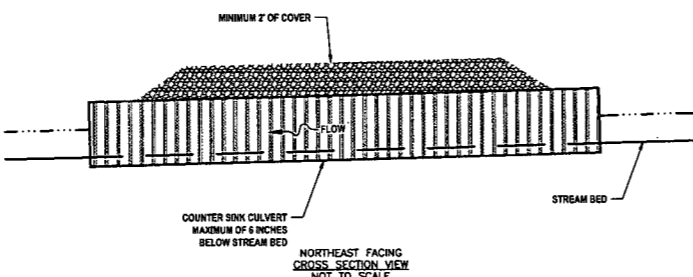 MINIMUM 2' OF COVER
FLOW
COUNTER SINK CULVERT
MAXIMUM OF 6 INCHES
BELOW STREAM BED
STREAM BED
NORTHEAST FACING
CROSS SECTION VIEW
NOT TO SCALE